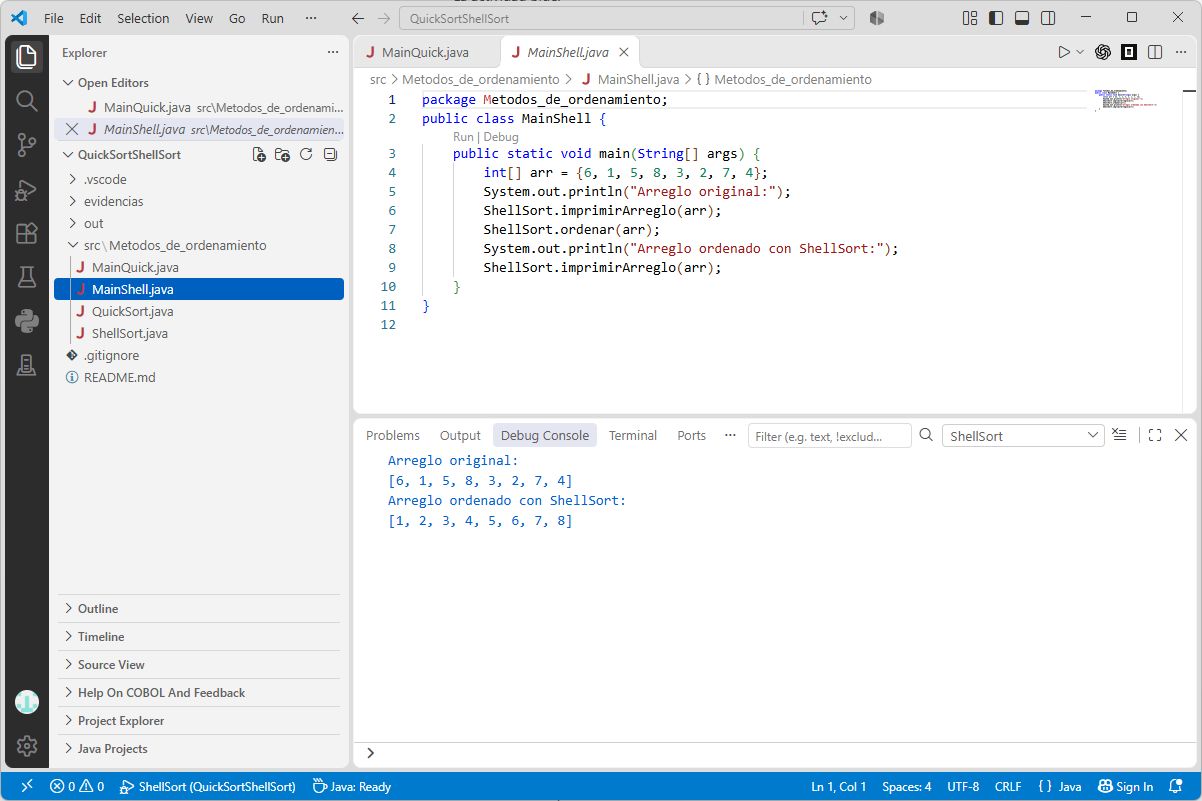 File Edit Selection View Go Run ···
QuickSortShellSort
Explorer ···
Open Editors
J MainQuick.java src\Metodos_de_ordenami...
J MainShell.java src\Metodos_de_ordenamien...
QuickSortShellSort
.vscode
evidencias
out
src\Metodos_de_ordenamiento
J MainQuick.java
J MainShell.java
J QuickSort.java
J ShellSort.java
.gitignore
README.md
Outline
Timeline
Source View
Help On COBOL And Feedback
Project Explorer
Java Projects
J MainQuick.java J MainShell.java
src > Metodos_de_ordenamiento > J MainShell.java > {} Metodos_de_ordenamiento
1 package Metodos_de_ordenamiento;
2 public class MainShell {
Run | Debug
3 public static void main(String[] args) {
4 int[] arr = {6, 1, 5, 8, 3, 2, 7, 4};
5 System.out.println("Arreglo original:");
6 ShellSort.imprimirArreglo(arr);
7 ShellSort.ordenar(arr);
8 System.out.println("Arreglo ordenado con ShellSort:");
9 ShellSort.imprimirArreglo(arr);
10 }
11 }
12
Problems Output Debug Console Terminal Ports ··· Filter (e.g. text, !exclud... ShellSort
Arreglo original:
[6, 1, 5, 8, 3, 2, 7, 4]
Arreglo ordenado con ShellSort:
[1, 2, 3, 4, 5, 6, 7, 8]
>
0 0 ShellSort (QuickSortShellSort) Java: Ready Ln 1, Col 1 Spaces: 4 UTF-8 CRLF {} Java Sign In